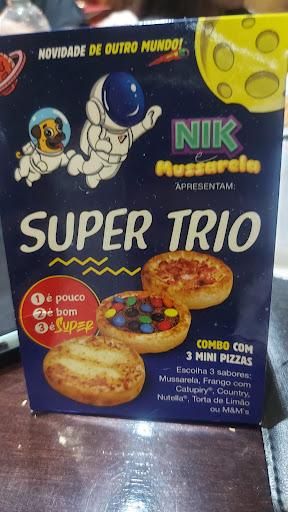 NOVIDADE DE OUTRO MUNDO!
NIK
e
Mussarela
APRESENTAM:
SUPER TRIO
1 é pouco
2 é bom
3 é SUPER
COMBO COM
3 MINI PIZZAS
Escolha 3 sabores:
Mussarela, Frango com
Catupiry®, Country,
Nutella®, Torta de Limão
ou M&M's